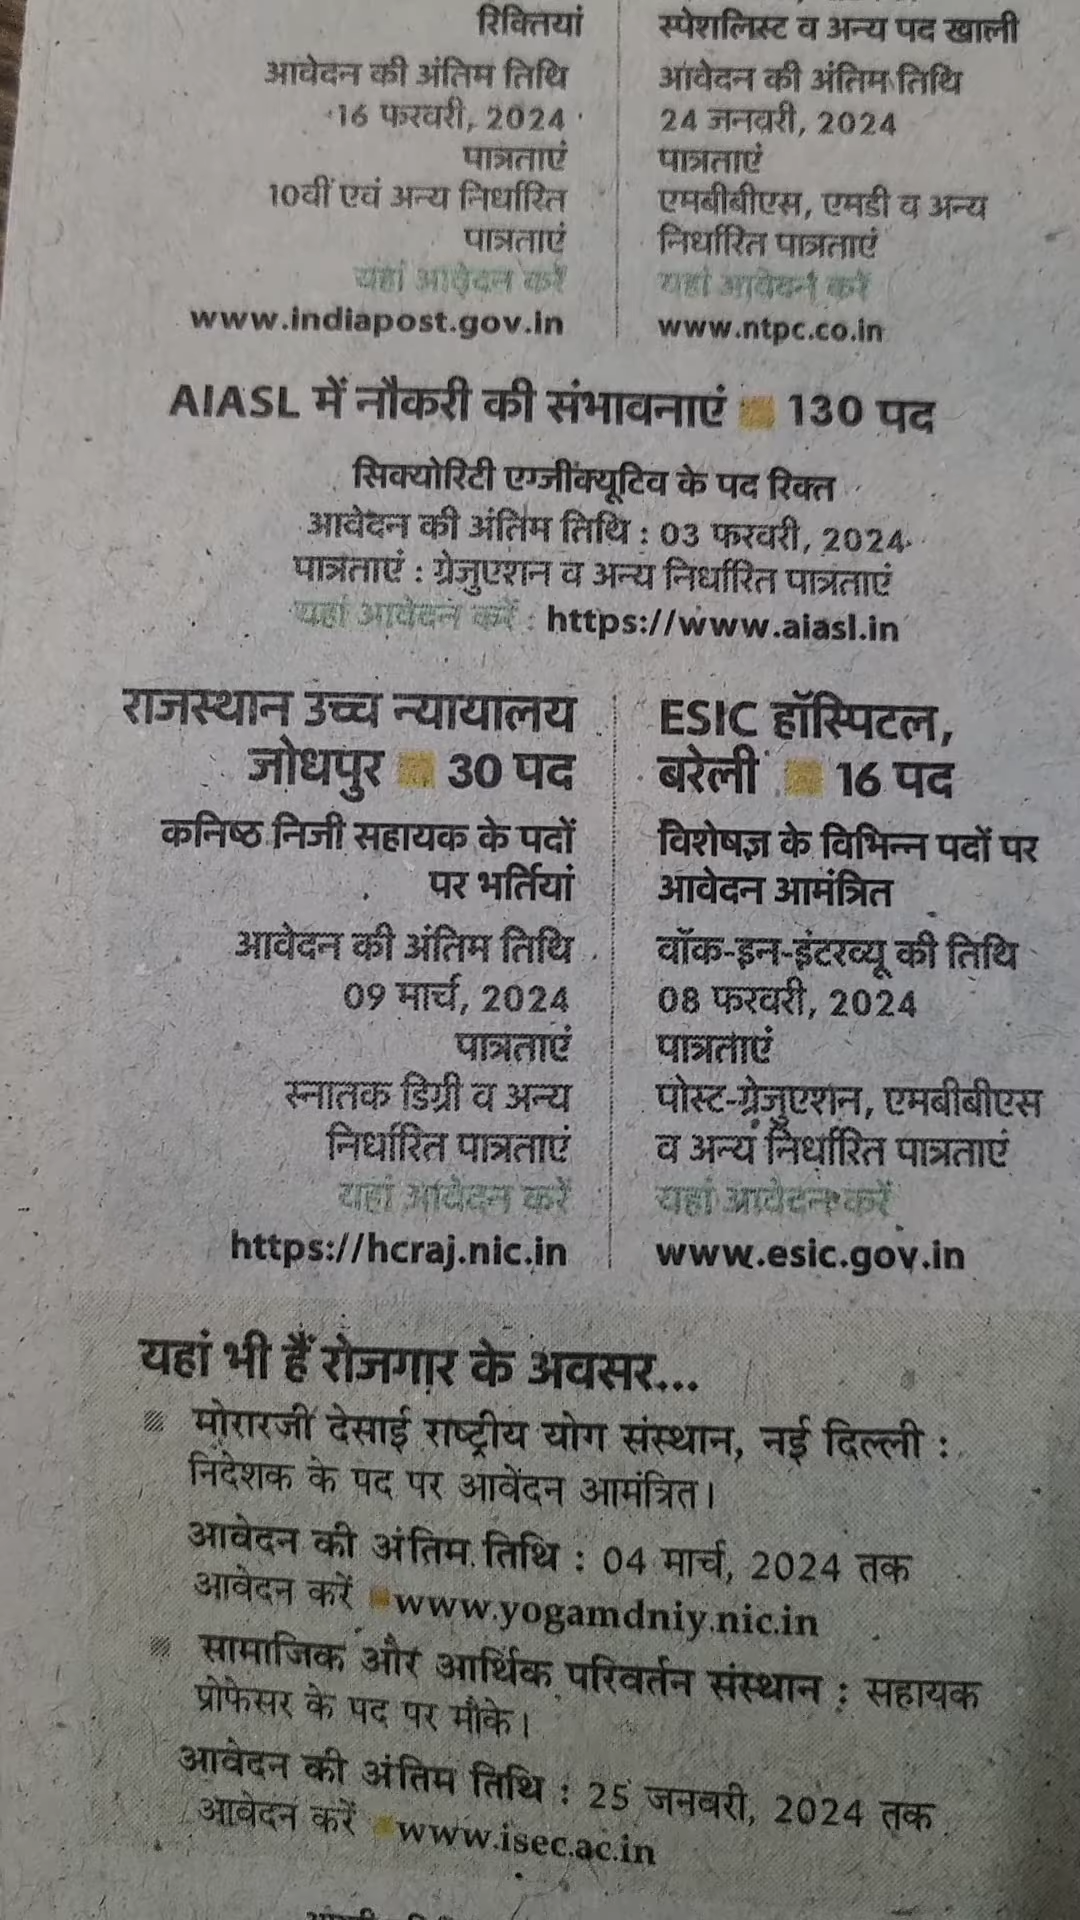 रिक्तियां
आवेदन की अंतिम तिथि
16 फरवरी, 2024
पात्रताएं
10वीं एवं अन्य निर्धारित
पात्रताएं
यहां आवेदन करें
www.indiapost.gov.in
स्पेशलिस्ट व अन्य पद खाली
आवेदन की अंतिम तिथि
24 जनवरी, 2024
पात्रताएं
एमबीबीएस, एमडी व अन्य
निर्धारित पात्रताएं
यहां आवेदन करें
www.ntpc.co.in
AIASL में नौकरी की संभावनाएं 130 पद
सिक्योरिटी एग्जीक्यूटिव के पद रिक्त
आवेदन की अंतिम तिथि : 03 फरवरी, 2024
पात्रताएं : ग्रेजुएशन व अन्य निर्धारित पात्रताएं
यहां आवेदन करें : https://www.aiasl.in
राजस्थान उच्च न्यायालय
जोधपुर 30 पद
कनिष्ठ निजी सहायक के पदों
पर भर्तियां
आवेदन की अंतिम तिथि
09 मार्च, 2024
पात्रताएं
स्नातक डिग्री व अन्य
निर्धारित पात्रताएं
यहां आवेदन करें
https://hcraj.nic.in
ESIC हॉस्पिटल,
बरेली 16 पद
विशेषज्ञ के विभिन्न पदों पर
आवेदन आमंत्रित
वॉक-इन-इंटरव्यू की तिथि
08 फरवरी, 2024
पात्रताएं
पोस्ट-ग्रेजुएशन, एमबीबीएस
व अन्य निर्धारित पात्रताएं
यहां आवेदन करें
www.esic.gov.in
यहां भी हैं रोजगार के अवसर...
मोरारजी देसाई राष्ट्रीय योग संस्थान, नई दिल्ली :
निदेशक के पद पर आवेदन आमंत्रित।
आवेदन की अंतिम तिथि : 04 मार्च, 2024 तक
आवेदन करें www.yogamdniy.nic.in
सामाजिक और आर्थिक परिवर्तन संस्थान : सहायक
प्रोफेसर के पद पर मौके।
आवेदन की अंतिम तिथि : 25 जनवरी, 2024 तक
आवेदन करें www.isec.ac.in